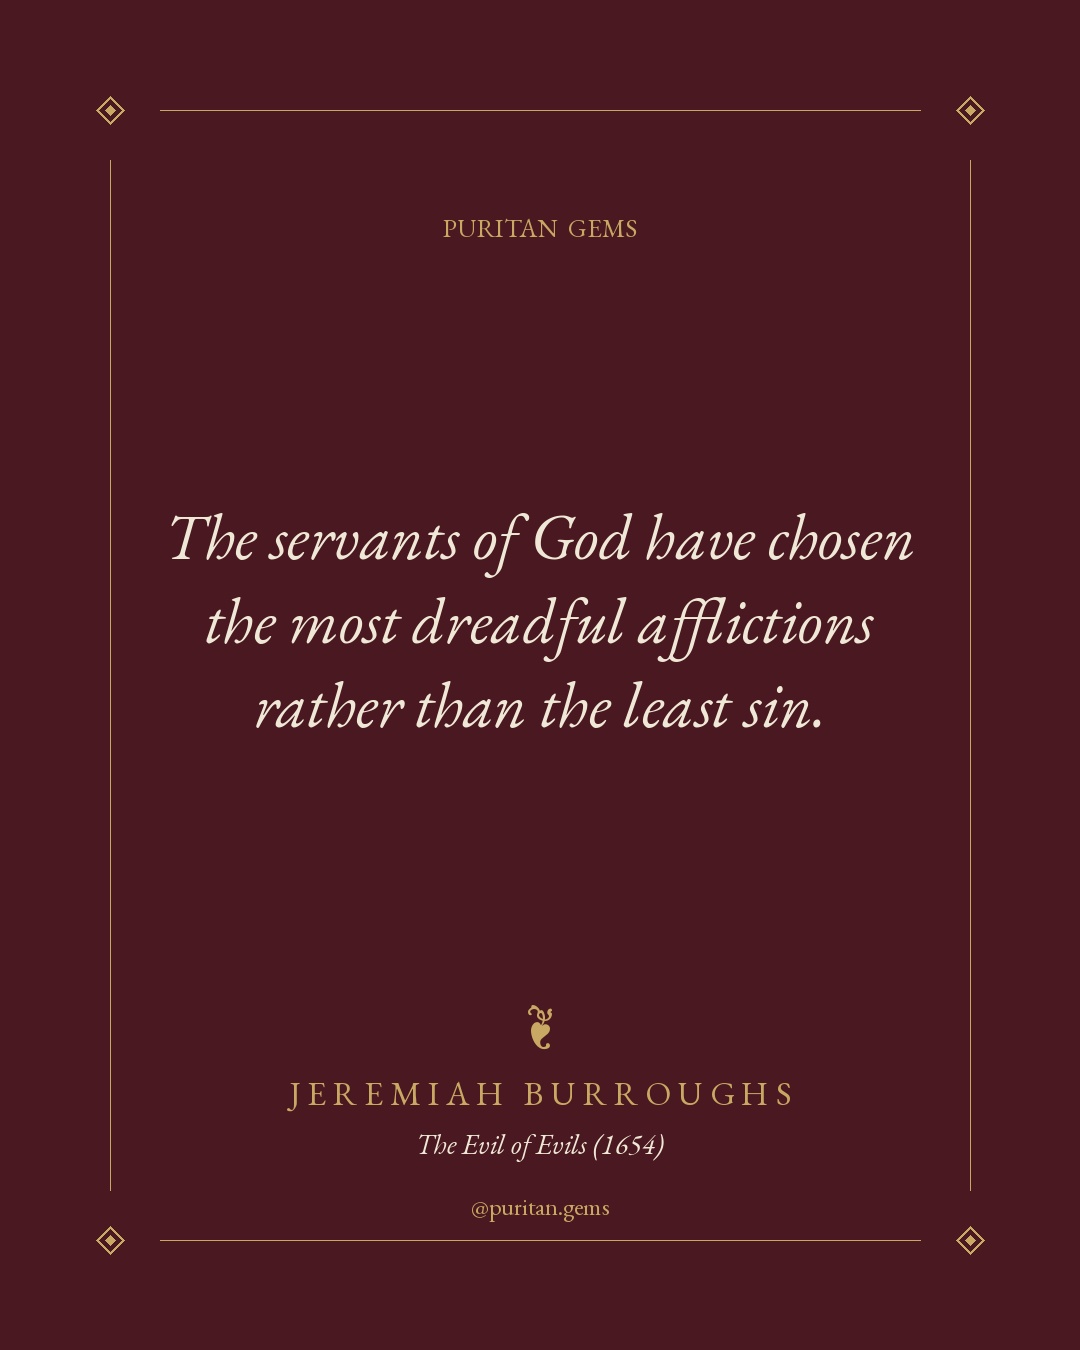 PURITAN GEMS
The servants of God have chosen
the most dreadful afflictions
rather than the least sin.
JEREMIAH BURROUGHS
The Evil of Evils (1654)
@puritan.gems